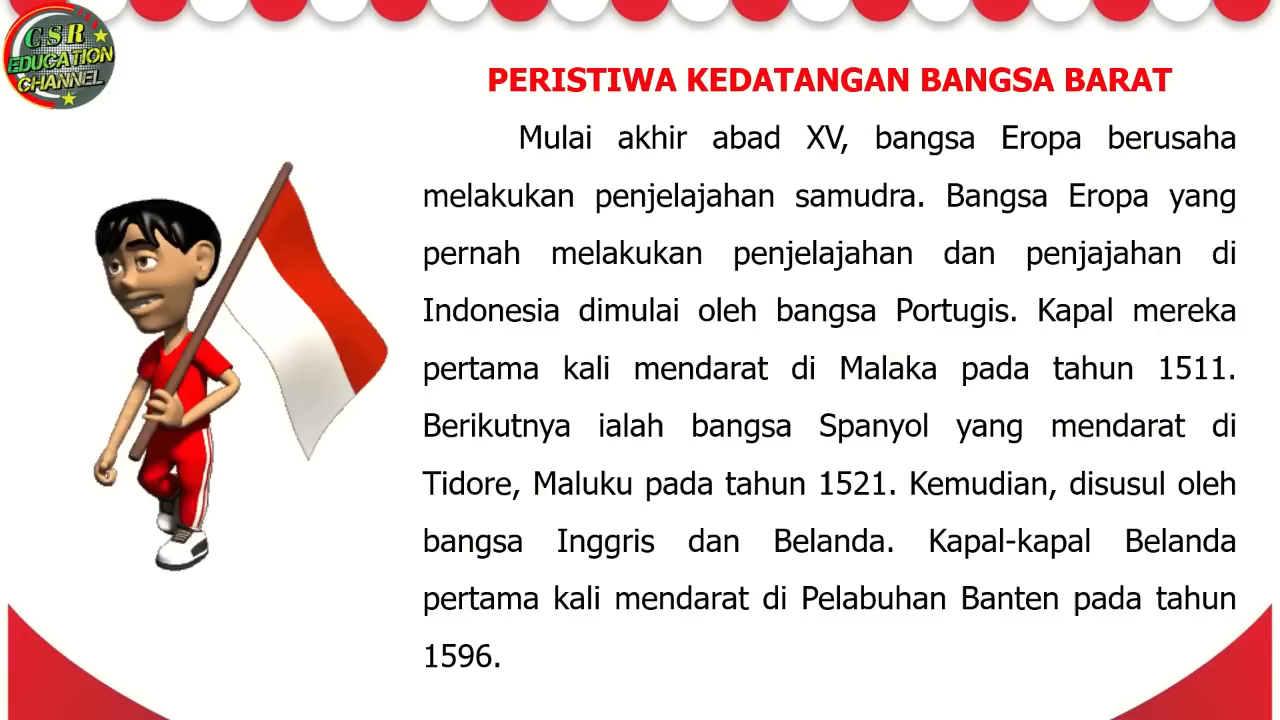 CSR
EDUCATION
CHANNEL
PERISTIWA KEDATANGAN BANGSA BARAT
Mulai akhir abad XV, bangsa Eropa berusaha
melakukan penjelajahan samudra. Bangsa Eropa yang
pernah melakukan penjelajahan dan penjajahan di
Indonesia dimulai oleh bangsa Portugis. Kapal mereka
pertama kali mendarat di Malaka pada tahun 1511.
Berikutnya ialah bangsa Spanyol yang mendarat di
Tidore, Maluku pada tahun 1521. Kemudian, disusul oleh
bangsa Inggris dan Belanda. Kapal-kapal Belanda
pertama kali mendarat di Pelabuhan Banten pada tahun
1596.